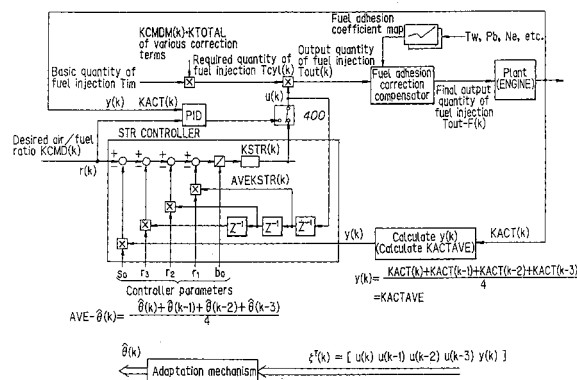 KCMDM(k)·KTOTAL
of various correction
terms
Required quantity of
fuel injection Tcyl(k)
Output quantity
of fuel injection
Tout(k)
Fuel adhesion
coefficient map
Tw, Pb, Ne, etc.
Basic quantity of
fuel injection Tim
Fuel adhesion
correction
compensator
Plant
(ENGINE)
Final output
quantity of
fuel injection
Tout-F(k)
u(k)
y(k)
KACT(k)
PID
400
Desired air/fuel
ratio KCMD(k)
r(k)
STR CONTROLLER
KSTR(k)
AVEKSTR(k)
Z⁻¹ Z⁻¹ Z⁻¹
y(k)
Calculate y(k)
(Calculate KACTAVE)
KACT(k)
s₀ r₃ r₂ r₁ b₀
Controller parameters
y(k)= KACT(k)+KACT(k-1)+KACT(k-2)+KACT(k-3)
4
=KACTAVE
AVE-θ̂(k)= θ̂(k)+θ̂(k-1)+θ̂(k-2)+θ̂(k-3)
4
θ̂(k)
Adaptation mechanism
ζᵀ(k) = [ u(k) u(k-1) u(k-2) u(k-3) y(k) ]